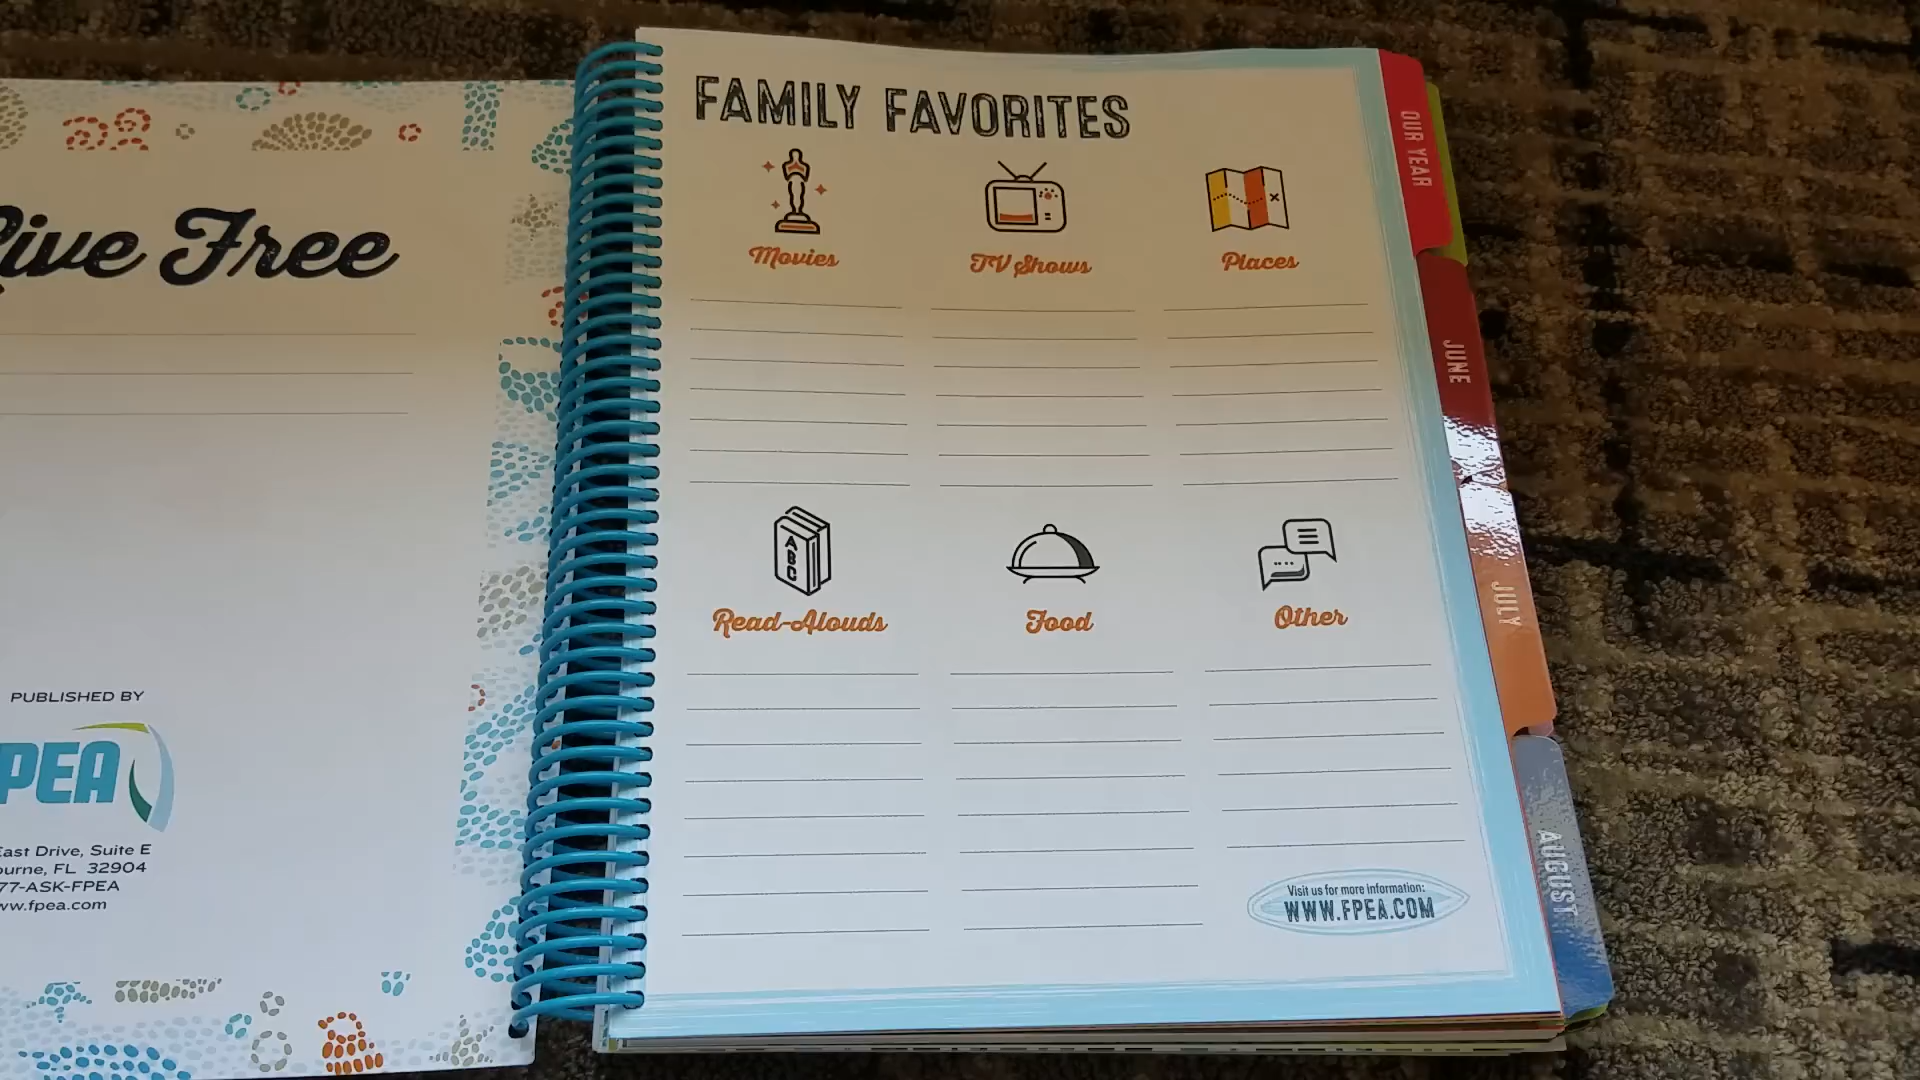 Live Free
PUBLISHED BY
FPEA
East Drive, Suite E
ourne, FL 32904
77-ASK-FPEA
www.fpea.com
FAMILY FAVORITES
Movies
TV Shows
Places
ABC
Read-Alouds
Food
Other
Visit us for more information:
WWW.FPEA.COM
OUR YEAR
JUNE
JULY
AUGUST